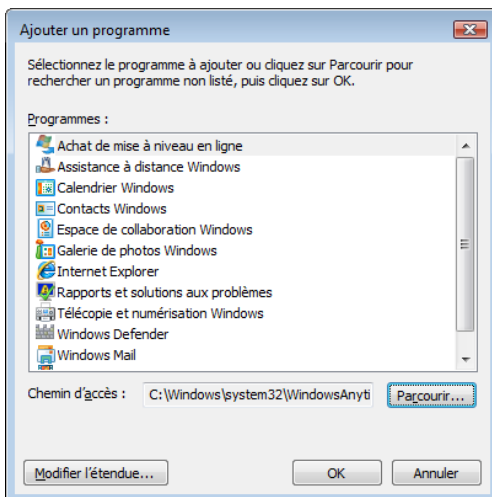 Ajouter un programme
Sélectionnez le programme à ajouter ou cliquez sur Parcourir pour
rechercher un programme non listé, puis cliquez sur OK.
Programmes :
Achat de mise à niveau en ligne
Assistance à distance Windows
Calendrier Windows
Contacts Windows
Espace de collaboration Windows
Galerie de photos Windows
Internet Explorer
Rapports et solutions aux problèmes
Télécopie et numérisation Windows
Windows Defender
Windows Mail
Chemin d'accès : C:\Windows\system32\WindowsAnyti Parcourir...
Modifier l'étendue... OK Annuler